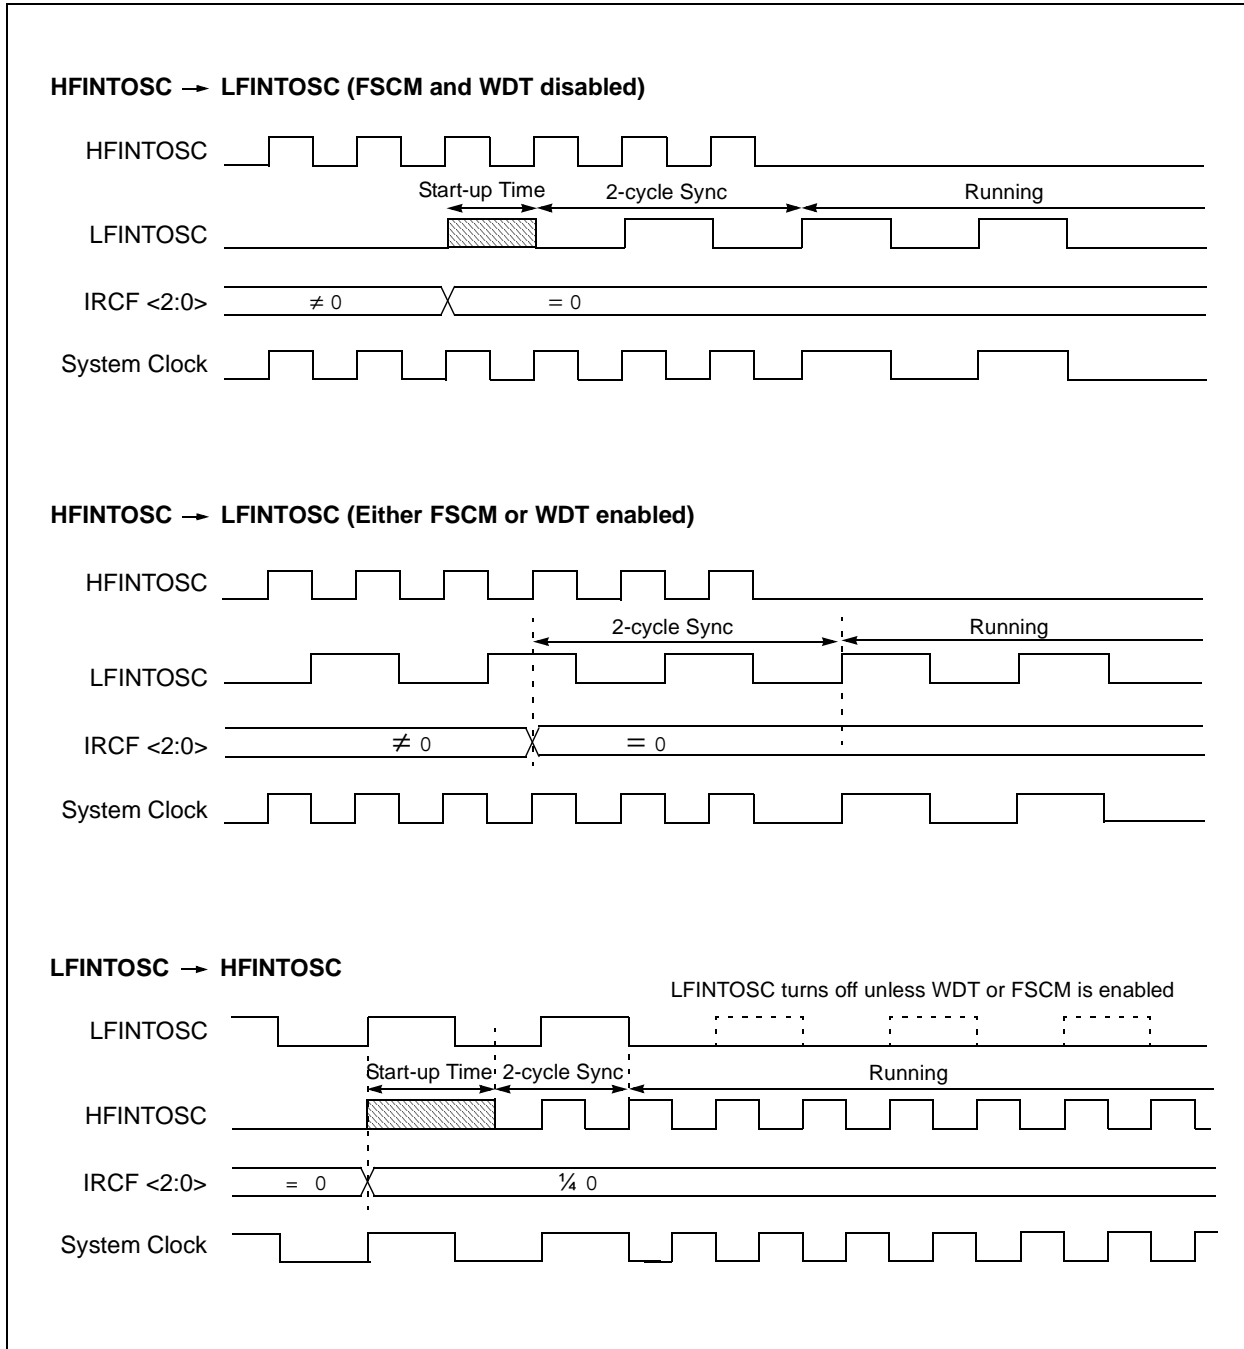 HFINTOSC → LFINTOSC (FSCM and WDT disabled)
HFINTOSC
Start-up Time 2-cycle Sync Running
LFINTOSC
IRCF <2:0> ≠ 0 = 0
System Clock
HFINTOSC → LFINTOSC (Either FSCM or WDT enabled)
HFINTOSC
2-cycle Sync Running
LFINTOSC
IRCF <2:0> ≠ 0 = 0
System Clock
LFINTOSC → HFINTOSC
LFINTOSC turns off unless WDT or FSCM is enabled
LFINTOSC
Start-up Time 2-cycle Sync Running
HFINTOSC
IRCF <2:0> = 0 ¼ 0
System Clock